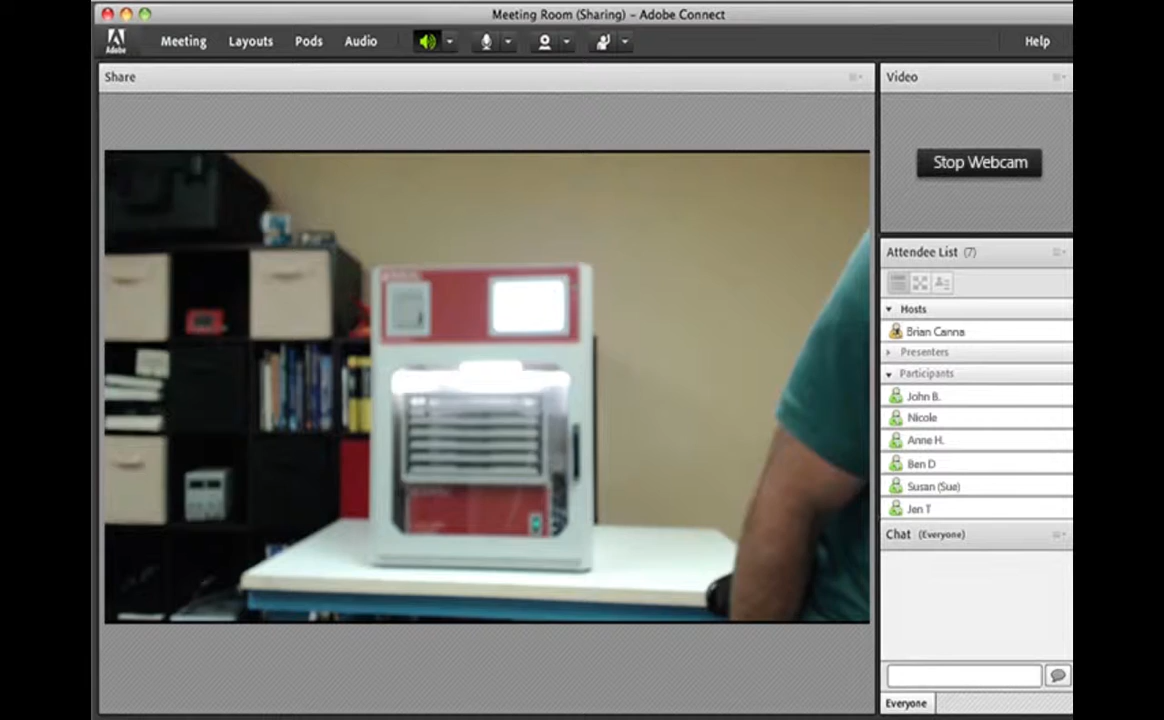 Meeting Room (Sharing) – Adobe Connect
Adobe
Meeting
Layouts
Pods
Audio
Help
Share
Video
Stop Webcam
Attendee List (7)
Hosts
Brian Canna
Presenters
Participants
John B.
Nicole
Anne H.
Ben D
Susan (Sue)
Jen T
Chat (Everyone)
Everyone